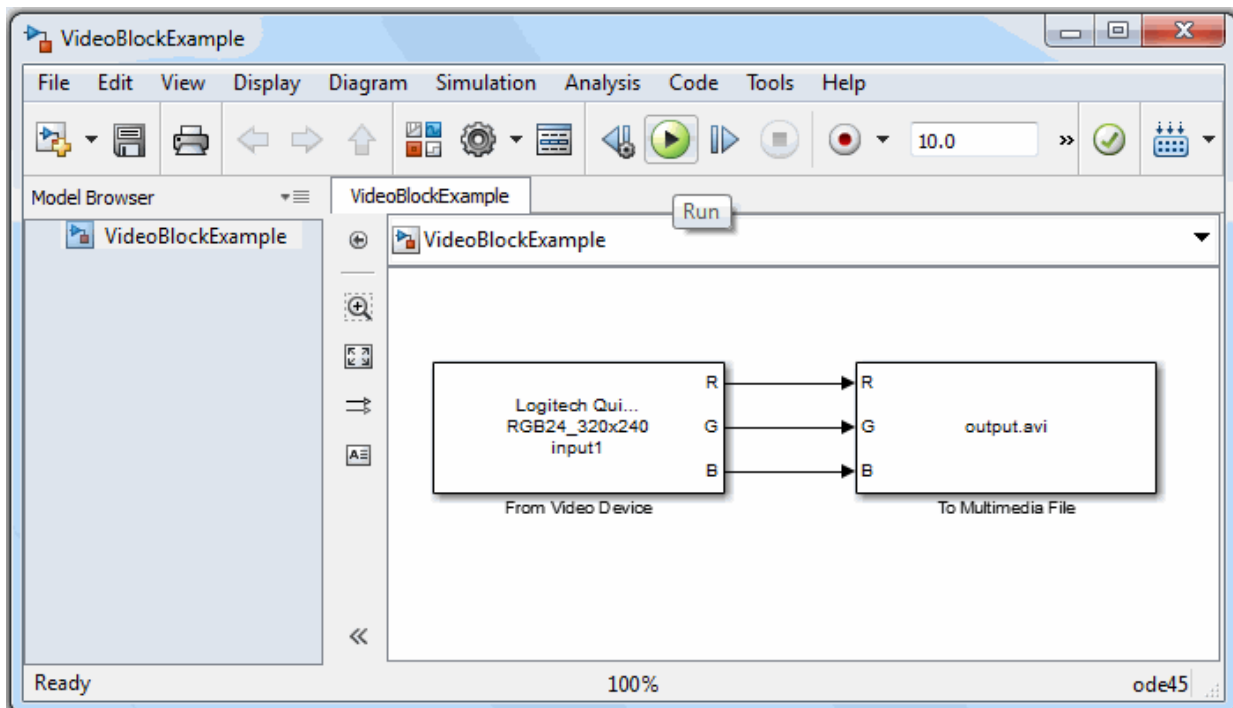 VideoBlockExample
File Edit View Display Diagram Simulation Analysis Code Tools Help
10.0
Model Browser
VideoBlockExample
Run
VideoBlockExample
VideoBlockExample
Logitech Qui...
RGB24_320x240
input1
R
G
B
From Video Device
R
G
B
output.avi
To Multimedia File
Ready 100% ode45